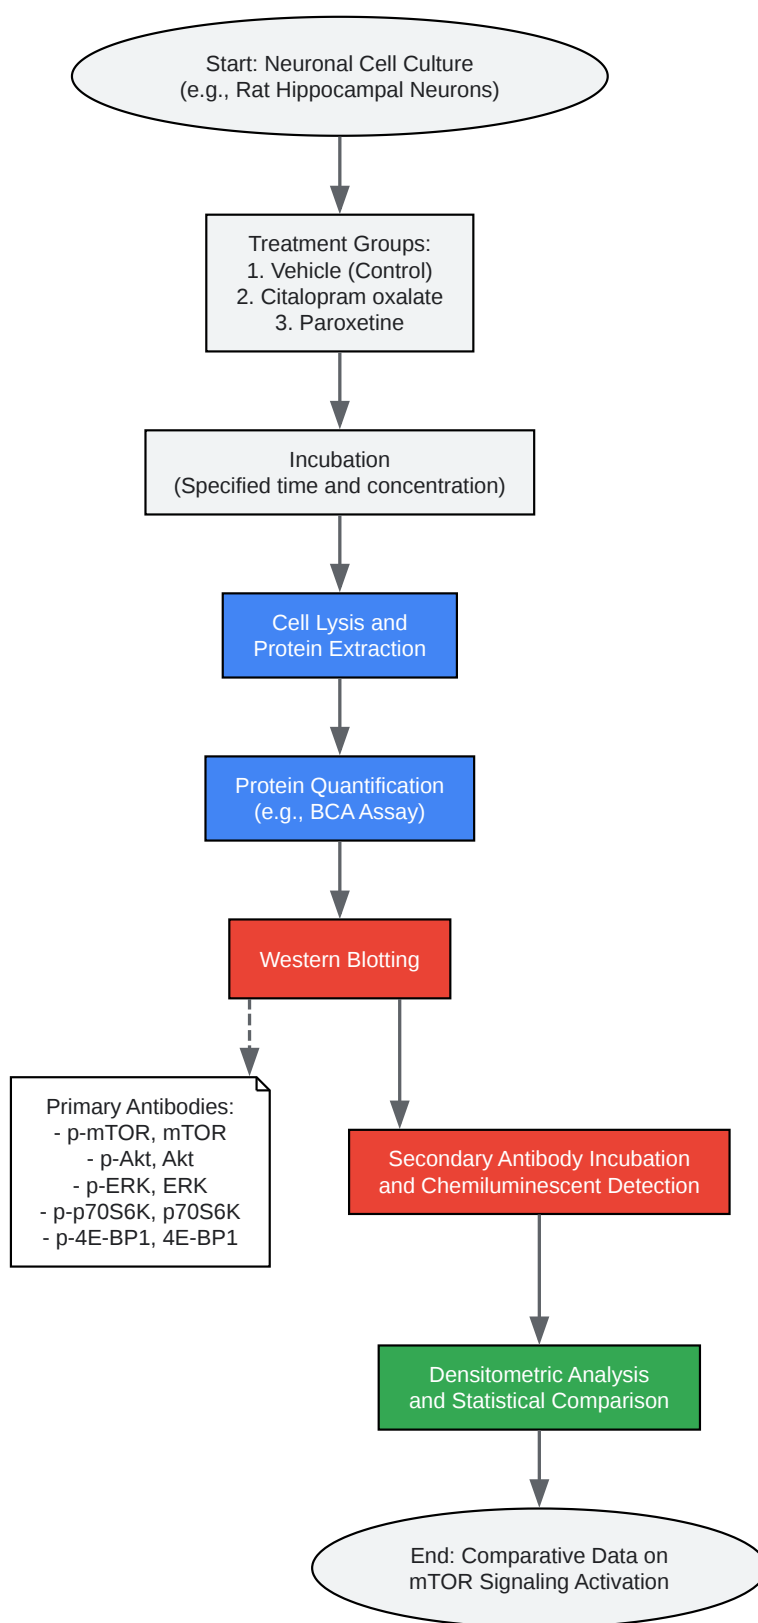 Start: Neuronal Cell Culture
(e.g., Rat Hippocampal Neurons)
Treatment Groups:
1. Vehicle (Control)
2. Citalopram oxalate
3. Paroxetine
Incubation
(Specified time and concentration)
Cell Lysis and
Protein Extraction
Protein Quantification
(e.g., BCA Assay)
Western Blotting
Primary Antibodies:
- p-mTOR, mTOR
- p-Akt, Akt
- p-ERK, ERK
- p-p70S6K, p70S6K
- p-4E-BP1, 4E-BP1
Secondary Antibody Incubation
and Chemiluminescent Detection
Densitometric Analysis
and Statistical Comparison
End: Comparative Data on
mTOR Signaling Activation